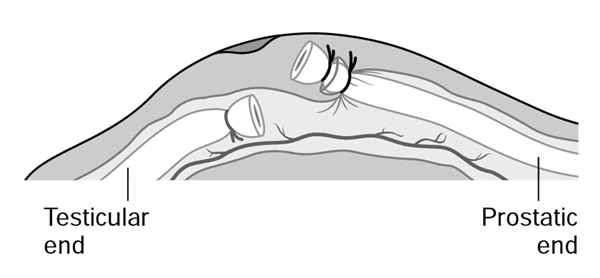 Testicular
end
Prostatic
end